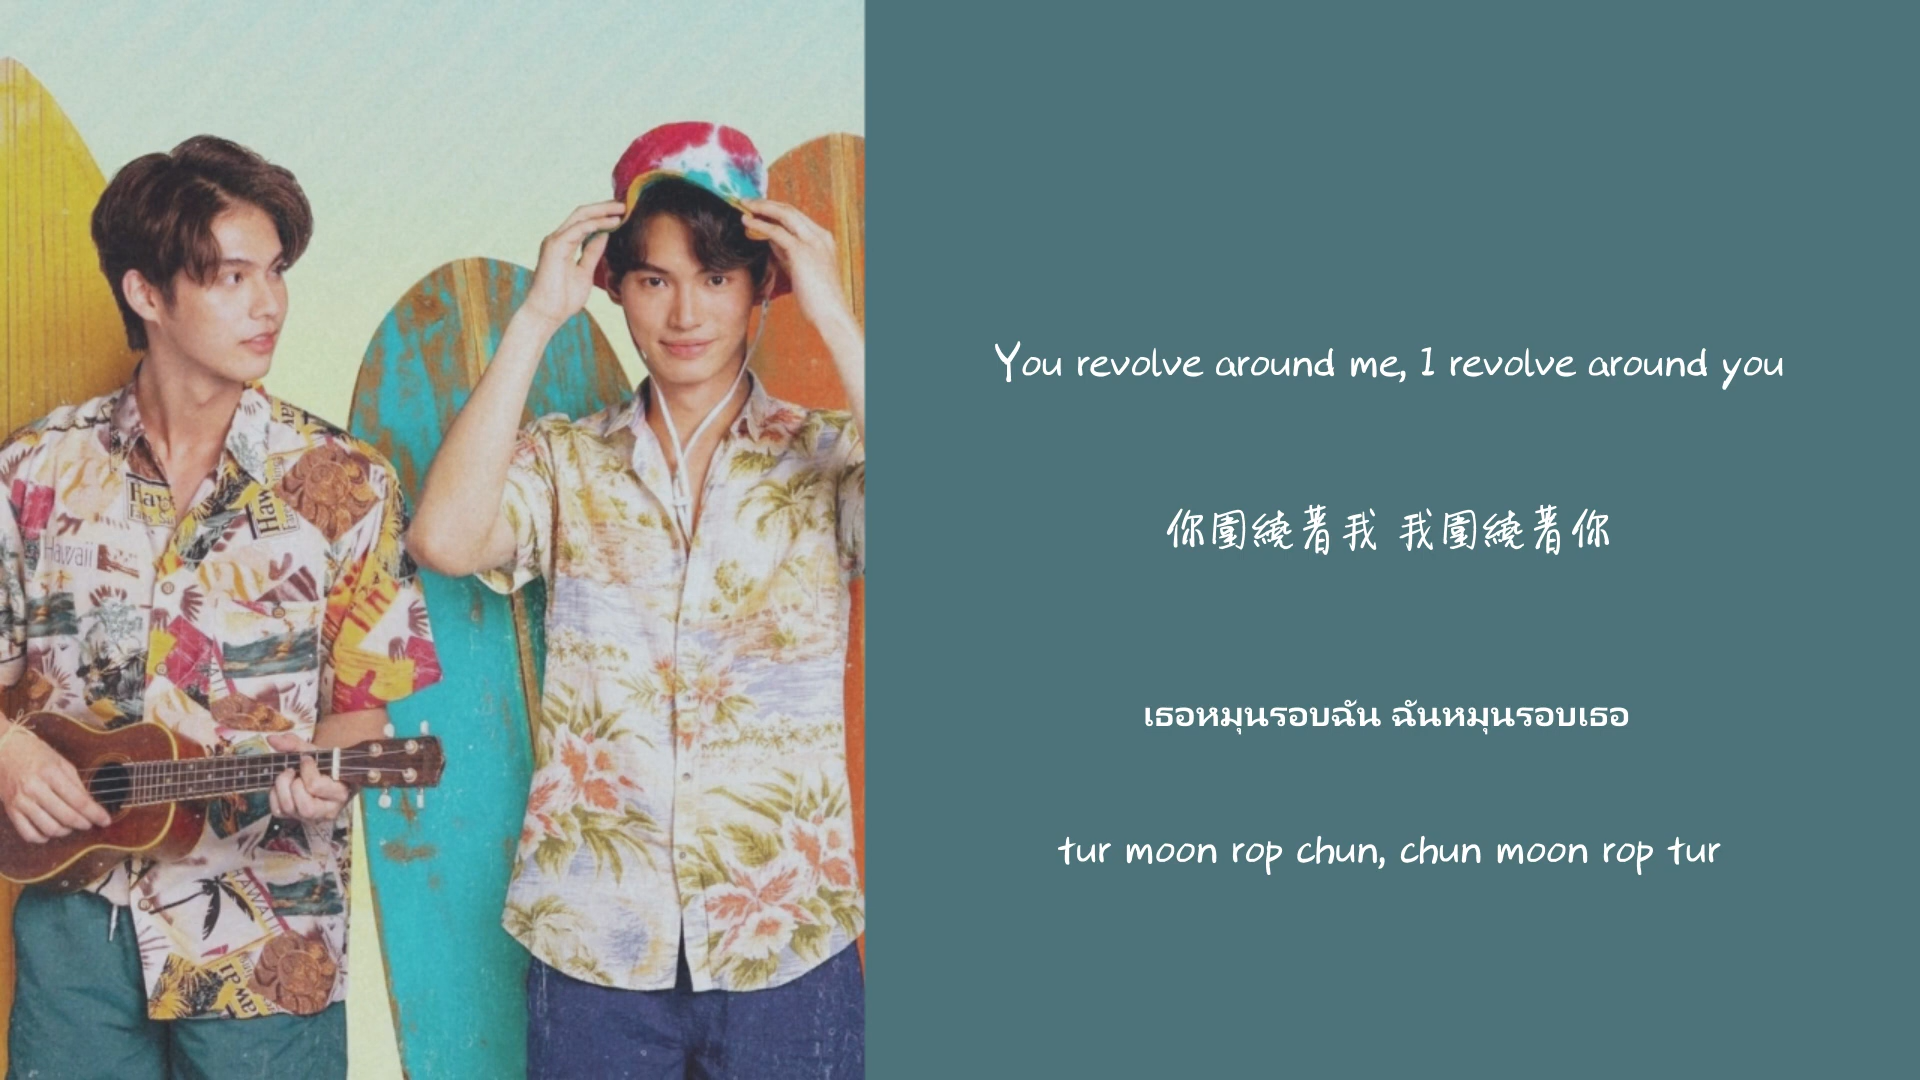 You revolve around me, I revolve around you
你圍繞著我 我圍繞著你
เธอหมุนรอบฉัน ฉันหมุนรอบเธอ
tur moon rop chun, chun moon rop tur
Hawaii
HAWAII